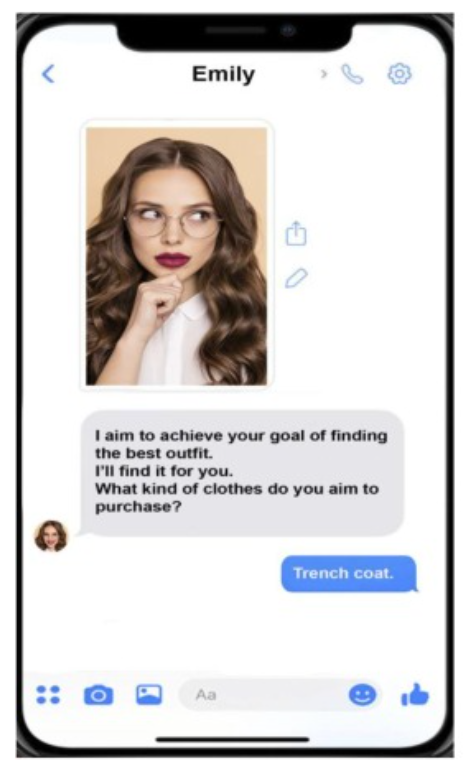 Emily
I aim to achieve your goal of finding
the best outfit.
I'll find it for you.
What kind of clothes do you aim to
purchase?
Trench coat.
Aa